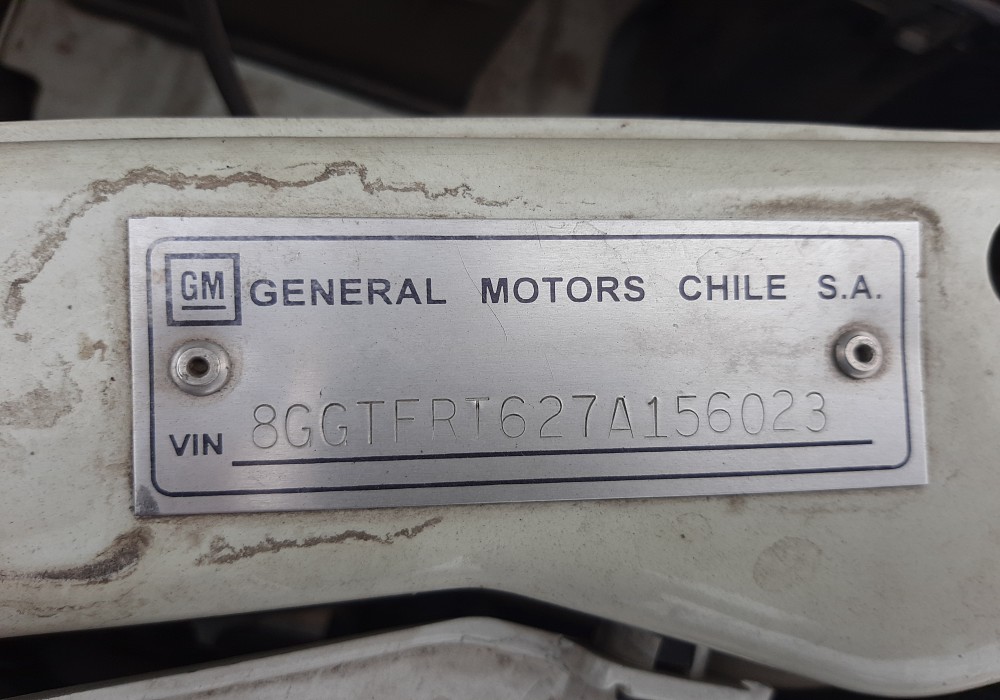 GM GENERAL MOTORS CHILE S.A.
VIN 8GGTFRT627A156023